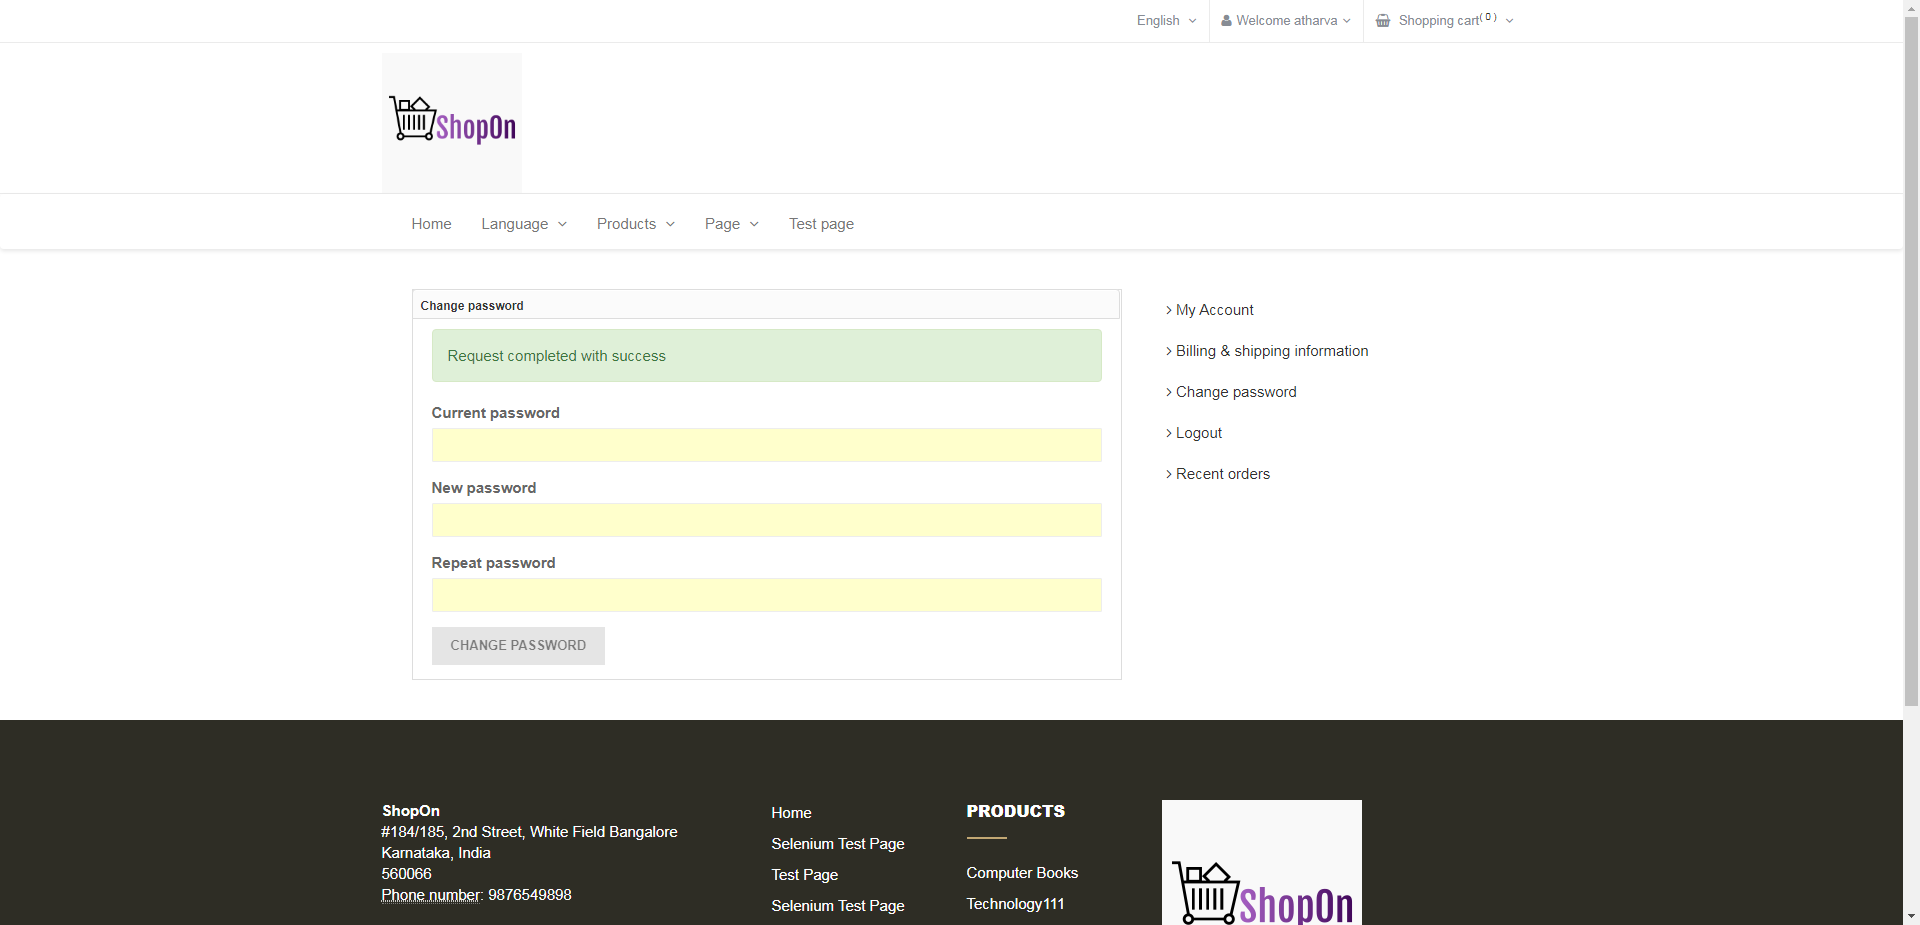 English
Welcome atharva
Shopping cart( 0 )
ShopOn
Home
Language
Products
Page
Test page
Change password
Request completed with success
Current password
New password
Repeat password
CHANGE PASSWORD
My Account
Billing & shipping information
Change password
Logout
Recent orders
ShopOn
#184/185, 2nd Street, White Field Bangalore
Karnataka, India
560066
Phone number: 9876549898
Home
Selenium Test Page
Test Page
Selenium Test Page
PRODUCTS
Computer Books
Technology111
ShopOn